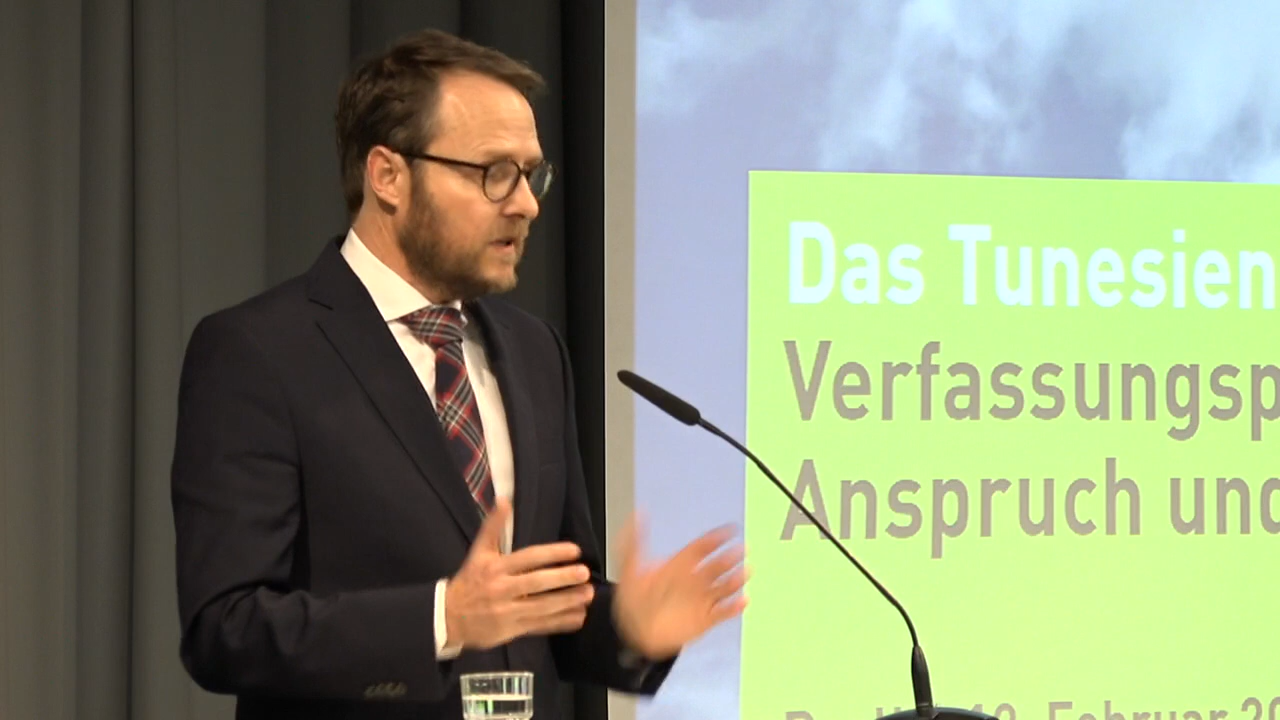 Das Tunesien
Verfassungsp
Anspruch und
Februar